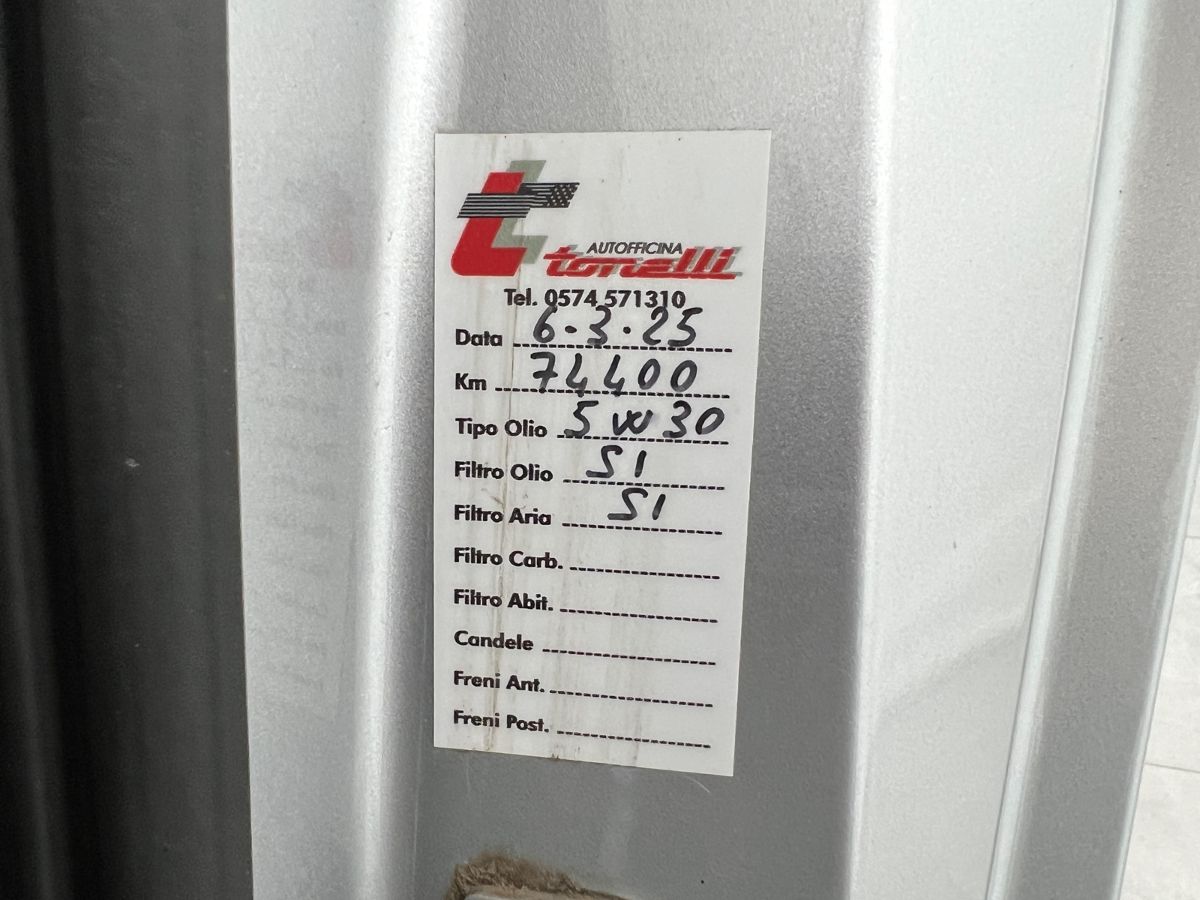 AUTOFFICINA
tonelli
Tel. 0574 571310
Data 6.3.25
Km 74400
Tipo Olio 5W30
Filtro Olio SI
Filtro Aria SI
Filtro Carb.
Filtro Abit.
Candele
Freni Ant.
Freni Post.